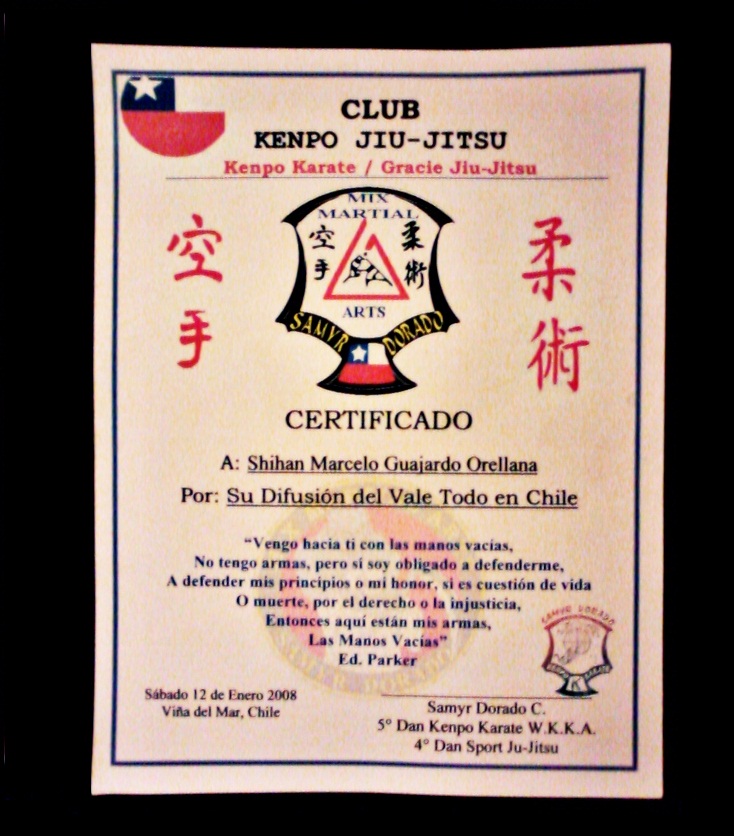 CLUB
KENPO JIU-JITSU
Kenpo Karate / Gracie Jiu-Jitsu
MIX
MARTIAL
空手
柔術
ARTS
SAMYR DORADO
空手
柔術
CERTIFICADO
A: Shihan Marcelo Guajardo Orellana
Por: Su Difusión del Vale Todo en Chile
“Vengo hacia ti con las manos vacías,
No tengo armas, pero si soy obligado a defenderme,
A defender mis principios o mi honor, si es cuestión de vida
O muerte, por el derecho o la injusticia,
Entonces aquí están mis armas,
Las Manos Vacías”
Ed. Parker
SAMYR DORADO
Sábado 12 de Enero 2008
Viña del Mar, Chile
Samyr Dorado C.
5° Dan Kenpo Karate W.K.K.A.
4° Dan Sport Ju-Jitsu
SAMYR DORADO